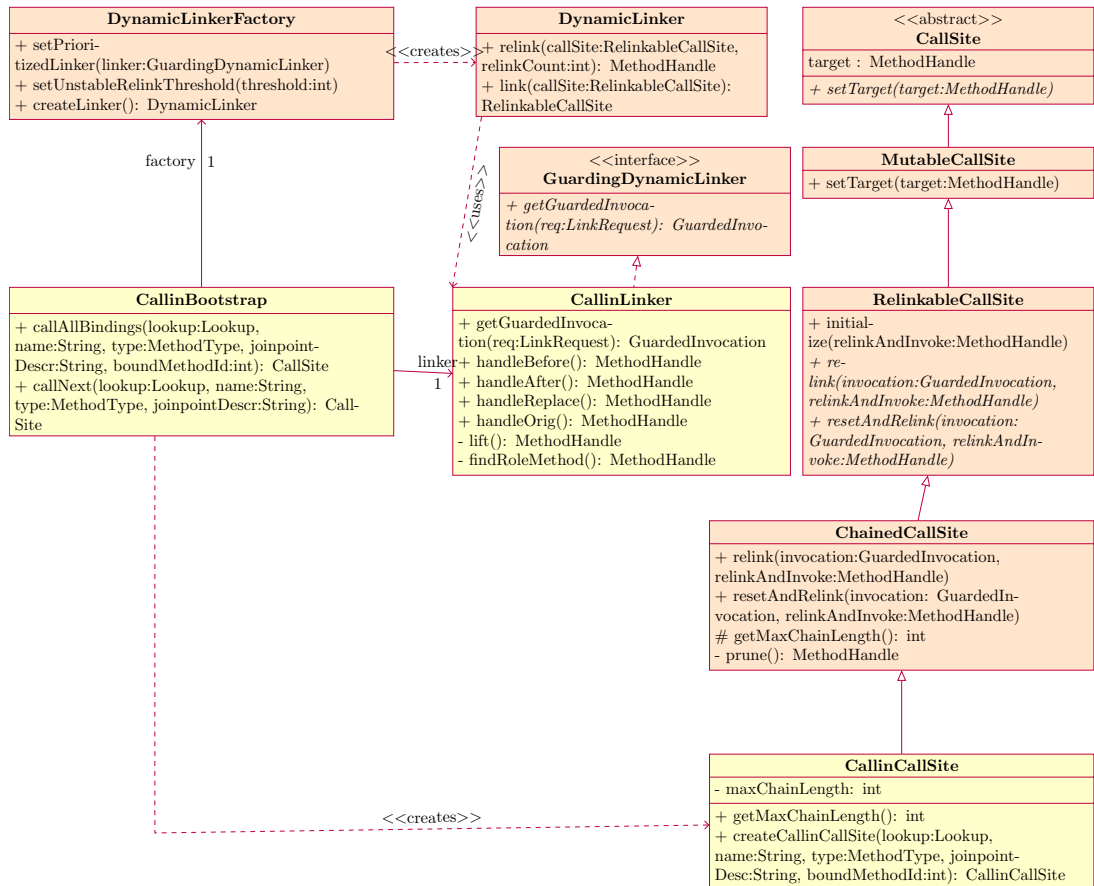 DynamicLinkerFactory
+ setPriori-
tizedLinker(linker:GuardingDynamicLinker)
+ setUnstableRelinkThreshold(threshold:int)
+ createLinker(): DynamicLinker
<<creates>>
DynamicLinker
+ relink(callSite:RelinkableCallSite,
relinkCount:int): MethodHandle
+ link(callSite:RelinkableCallSite):
RelinkableCallSite
<<abstract>>
CallSite
target : MethodHandle
+ setTarget(target:MethodHandle)
factory 1
<<uses>>
<<interface>>
GuardingDynamicLinker
+ getGuardedInvoca-
tion(req:LinkRequest): GuardedInvo-
cation
MutableCallSite
+ setTarget(target:MethodHandle)
CallinBootstrap
+ callAllBindings(lookup:Lookup,
name:String, type:MethodType, joinpoint-
Descr:String, boundMethodId:int): CallSite
+ callNext(lookup:Lookup, name:String,
type:MethodType, joinpointDescr:String): Call-
Site
linker
1
CallinLinker
+ getGuardedInvoca-
tion(req:LinkRequest): GuardedInvocation
+ handleBefore(): MethodHandle
+ handleAfter(): MethodHandle
+ handleReplace(): MethodHandle
+ handleOrig(): MethodHandle
- lift(): MethodHandle
- findRoleMethod(): MethodHandle
RelinkableCallSite
+ initial-
ize(relinkAndInvoke:MethodHandle)
+ re-
link(invocation:GuardedInvocation,
relinkAndInvoke:MethodHandle)
+ resetAndRelink(invocation:
GuardedInvocation, relinkAndIn-
voke:MethodHandle)
ChainedCallSite
+ relink(invocation:GuardedInvocation,
relinkAndInvoke:MethodHandle)
+ resetAndRelink(invocation: GuardedIn-
vocation, relinkAndInvoke:MethodHandle)
# getMaxChainLength(): int
- prune(): MethodHandle
<<creates>>
CallinCallSite
- maxChainLength: int
+ getMaxChainLength(): int
+ createCallinCallSite(lookup:Lookup,
name:String, type:MethodType, joinpoint-
Desc:String, boundMethodId:int): CallinCallSite